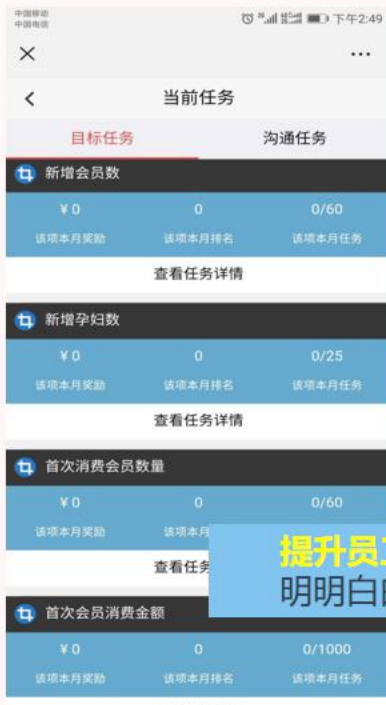 中国移动
中国电信
下午2:49
当前任务
目标任务 沟通任务
新增会员数
¥0 0 0/60
该项本月奖励 该项本月排名 该项本月任务
查看任务详情
新增孕妇数
¥0 0 0/25
该项本月奖励 该项本月排名 该项本月任务
查看任务详情
首次消费会员数量
¥0 0 0/60
该项本月奖励 该项本月
查看任务
提升员
明明白
首次会员消费金额
¥0 0 0/1000
该项本月奖励 该项本月排名 该项本月任务